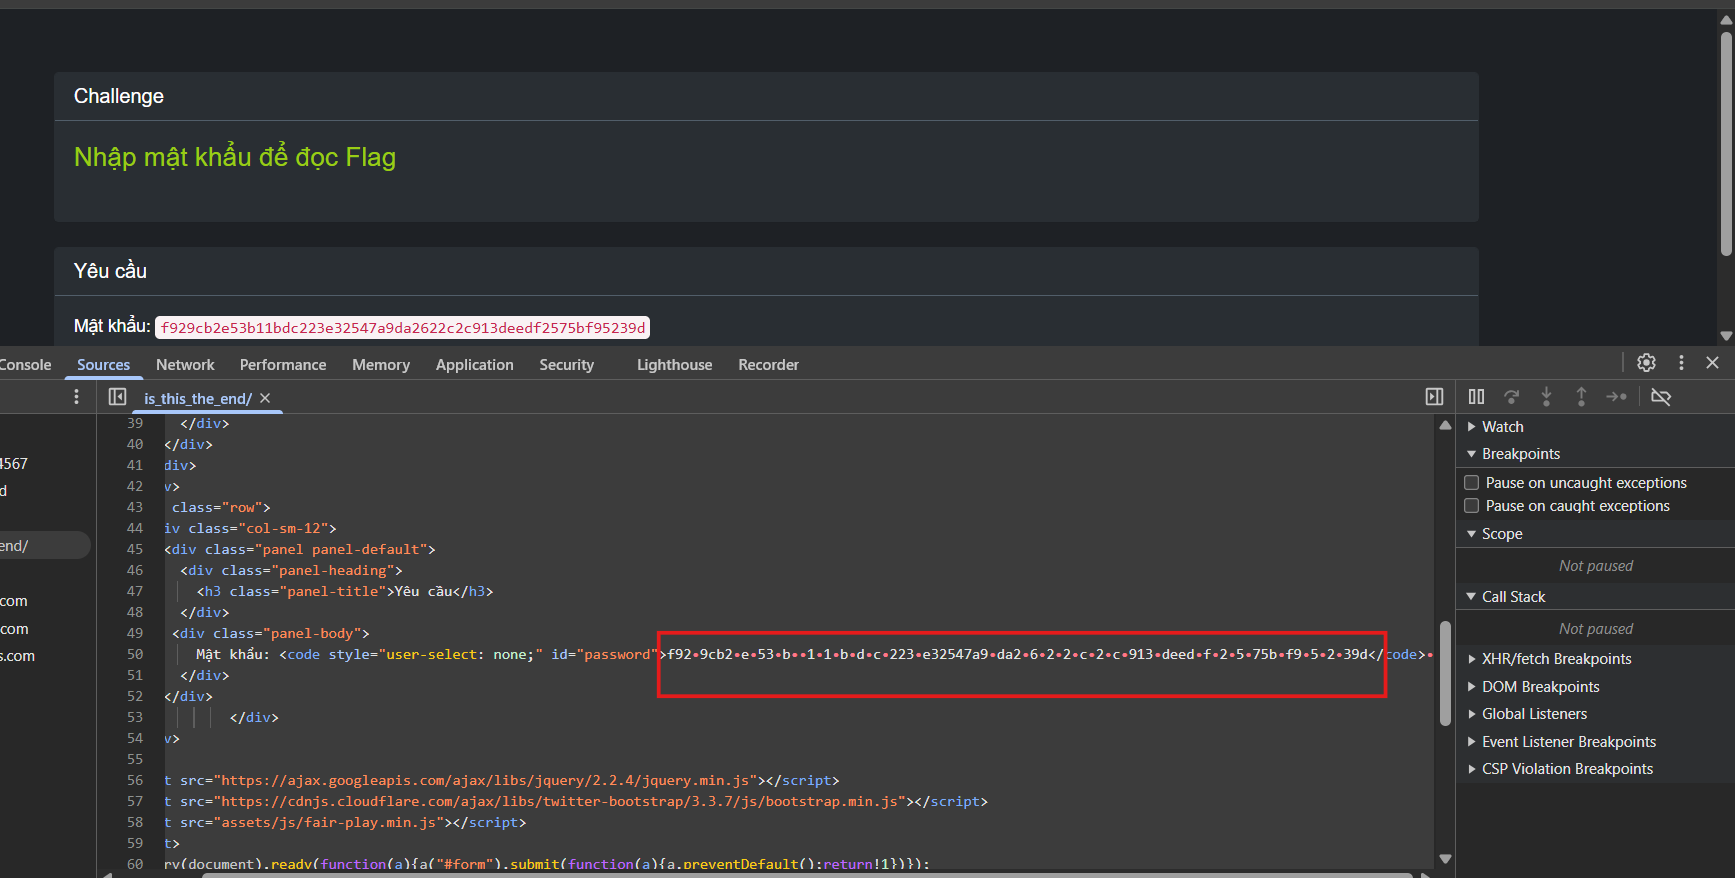 Challenge
Nhập mật khẩu để đọc Flag
Yêu cầu
Mật khẩu: f929cb2e53b11bdc223e32547a9da2622c2c913deedf2575bf95239d
Console Sources Network Performance Memory Application Security Lighthouse Recorder
is_this_the_end/
4567
d
end/
com
com
s.com
39 </div>
40 </div>
41 div>
42 v>
43 class="row">
44 iv class="col-sm-12">
45 <div class="panel panel-default">
46 <div class="panel-heading">
47 <h3 class="panel-title">Yêu cầu</h3>
48 </div>
49 <div class="panel-body">
50 Mật khẩu: <code style="user-select: none;" id="password">f92•9cb2•e•53•b••1•1•b•d•c•223•e32547a9•da2•6•2•2•c•2•c•913•deed•f•2•5•75b•f9•5•2•39d</code>•
51 </div>
52 </div>
53 </div>
54 v>
55
56 t src="https://ajax.googleapis.com/ajax/libs/jquery/2.2.4/jquery.min.js"></script>
57 t src="https://cdnjs.cloudflare.com/ajax/libs/twitter-bootstrap/3.3.7/js/bootstrap.min.js"></script>
58 t src="assets/js/fair-play.min.js"></script>
59 t>
60 ry(document).ready(function(a){a("#form").submit(function(a){a.preventDefault();return!1})});
Watch
Breakpoints
Pause on uncaught exceptions
Pause on caught exceptions
Scope
Not paused
Call Stack
Not paused
XHR/fetch Breakpoints
DOM Breakpoints
Global Listeners
Event Listener Breakpoints
CSP Violation Breakpoints